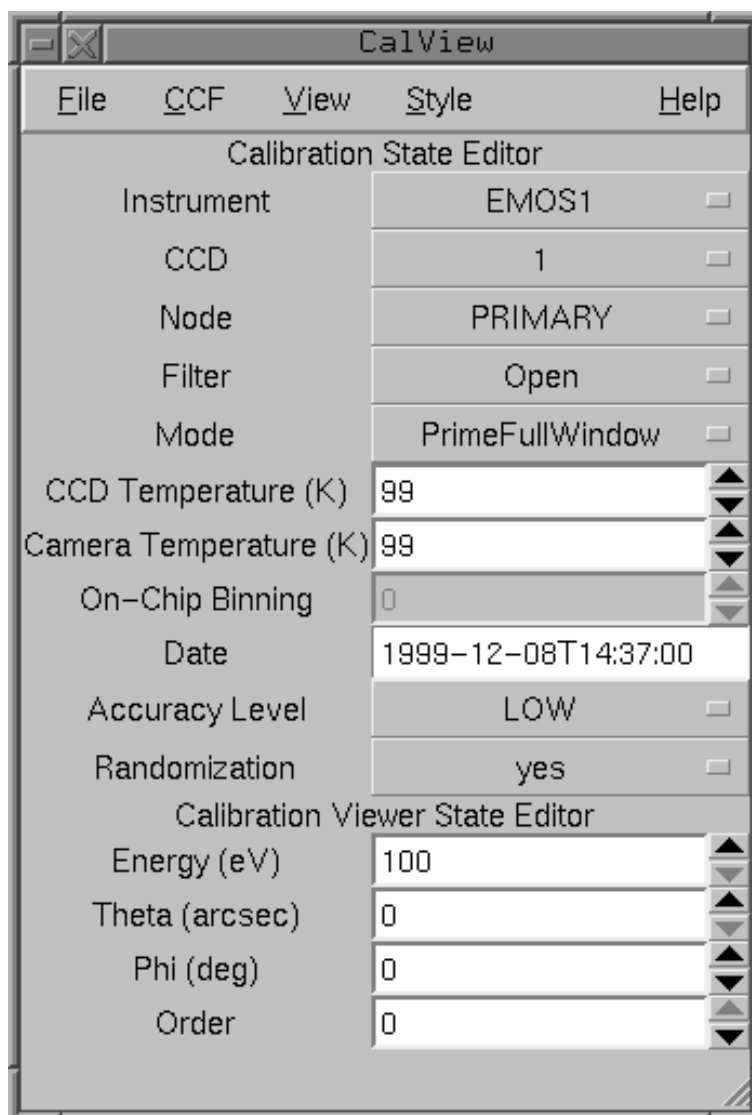 CalView
File CCF View Style Help
Calibration State Editor
Instrument EMOS1
CCD 1
Node PRIMARY
Filter Open
Mode PrimeFullWindow
CCD Temperature (K) 99
Camera Temperature (K) 99
On-Chip Binning 0
Date 1999-12-08T14:37:00
Accuracy Level LOW
Randomization yes
Calibration Viewer State Editor
Energy (eV) 100
Theta (arcsec) 0
Phi (deg) 0
Order 0